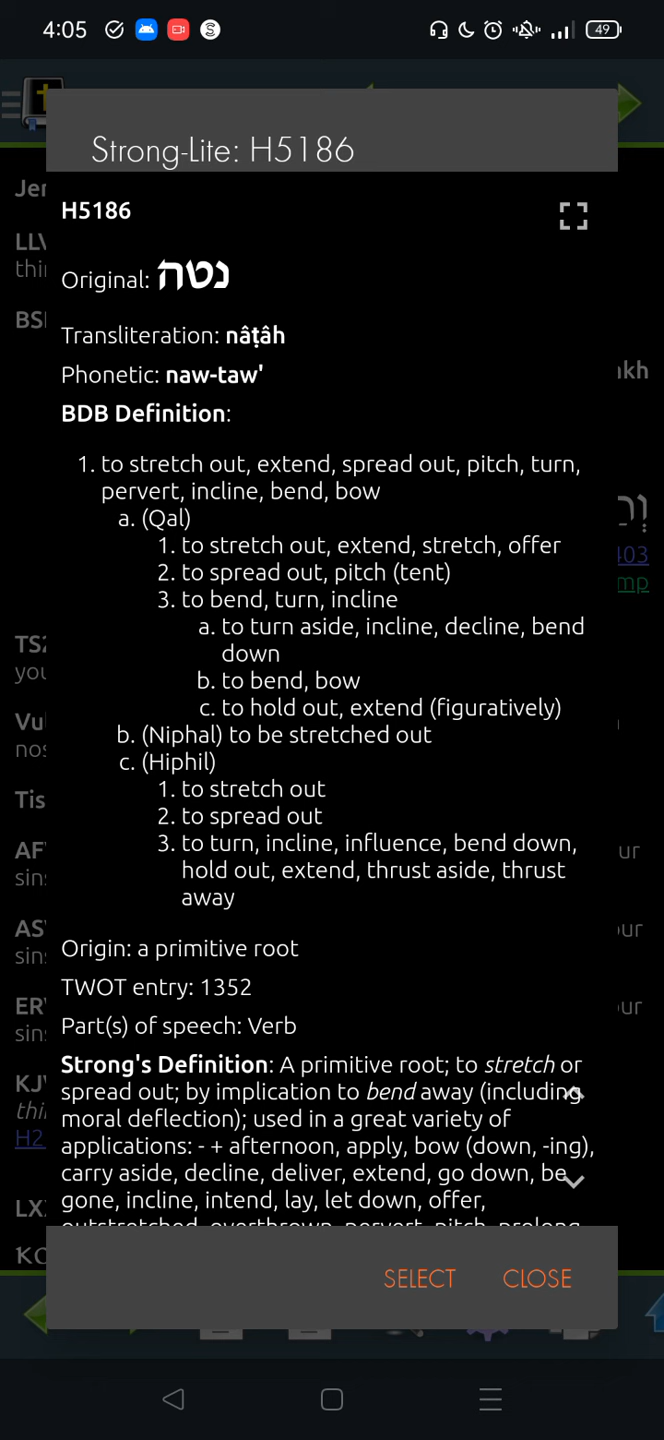 4:05
49
Strong-Lite: H5186
H5186
Original: נטה
Transliteration: nâṭâh
Phonetic: naw-taw'
BDB Definition:
1. to stretch out, extend, spread out, pitch, turn,
pervert, incline, bend, bow
a. (Qal)
1. to stretch out, extend, stretch, offer
2. to spread out, pitch (tent)
3. to bend, turn, incline
a. to turn aside, incline, decline, bend
down
b. to bend, bow
c. to hold out, extend (figuratively)
b. (Niphal) to be stretched out
c. (Hiphil)
1. to stretch out
2. to spread out
3. to turn, incline, influence, bend down,
hold out, extend, thrust aside, thrust
away
Origin: a primitive root
TWOT entry: 1352
Part(s) of speech: Verb
Strong's Definition: A primitive root; to stretch or
spread out; by implication to bend away (including
moral deflection); used in a great variety of
applications: - + afternoon, apply, bow (down, -ing),
carry aside, decline, deliver, extend, go down, be
gone, incline, intend, lay, let down, offer,
outstretched, overthrown, pervert, pitch, prolong,
SELECT CLOSE